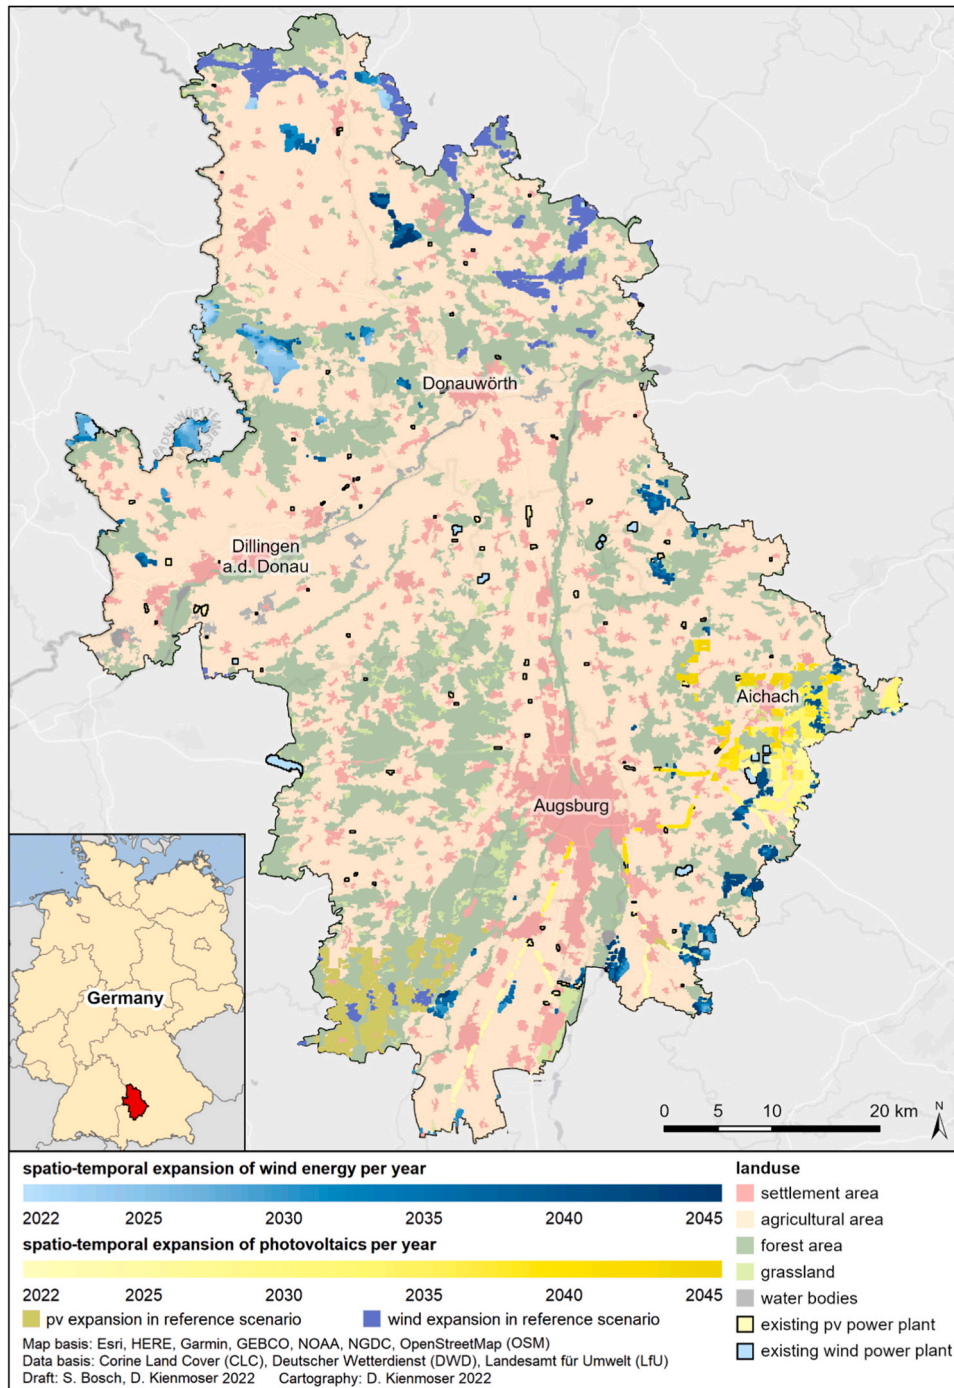 Donauwörth
BADEN-WÜRTTEMBERG
Dillingen
a.d. Donau
Aichach
Augsburg
Germany
0 5 10 20 km
N
spatio-temporal expansion of wind energy per year
2022 2025 2030 2035 2040 2045
spatio-temporal expansion of photovoltaics per year
2022 2025 2030 2035 2040 2045
pv expansion in reference scenario wind expansion in reference scenario
Map basis: Esri, HERE, Garmin, GEBCO, NOAA, NGDC, OpenStreetMap (OSM)
Data basis: Corine Land Cover (CLC), Deutscher Wetterdienst (DWD), Landesamt für Umwelt (LfU)
Draft: S. Bosch, D. Kienmoser 2022 Cartography: D. Kienmoser 2022
landuse
settlement area
agricultural area
forest area
grassland
water bodies
existing pv power plant
existing wind power plant